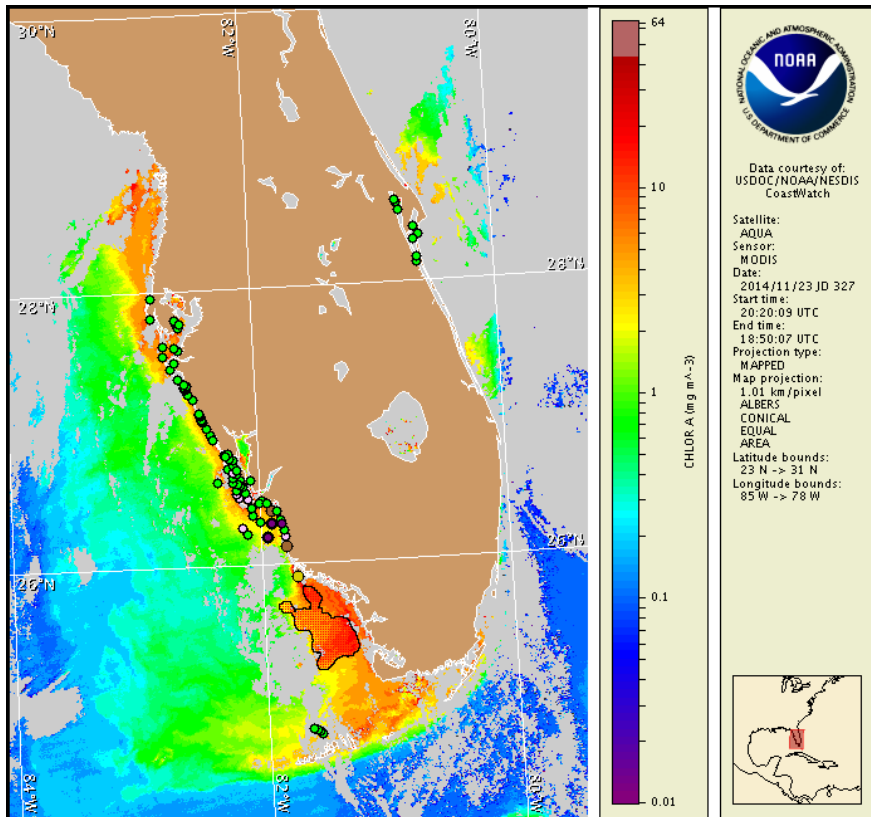 30°N
82°W
80°W
28°N
28°N
26°N
26°N
84°W
82°W
80°W
64
10
1
0.1
0.01
CHLOR A (mg m^-3)
NATIONAL OCEANIC AND ATMOSPHERIC ADMINISTRATION
NOAA
U.S. DEPARTMENT OF COMMERCE
Data courtesy of:
USDOC/NOAA/NESDIS
CoastWatch
Satellite:
AQUA
Sensor:
MODIS
Date:
2014/11/23 JD 327
Start time:
20:20:09 UTC
End time:
18:50:07 UTC
Projection type:
MAPPED
Map projection:
1.01 km/pixel
ALBERS
CONICAL
EQUAL
AREA
Latitude bounds:
23 N -> 31 N
Longitude bounds:
85 W -> 78 W